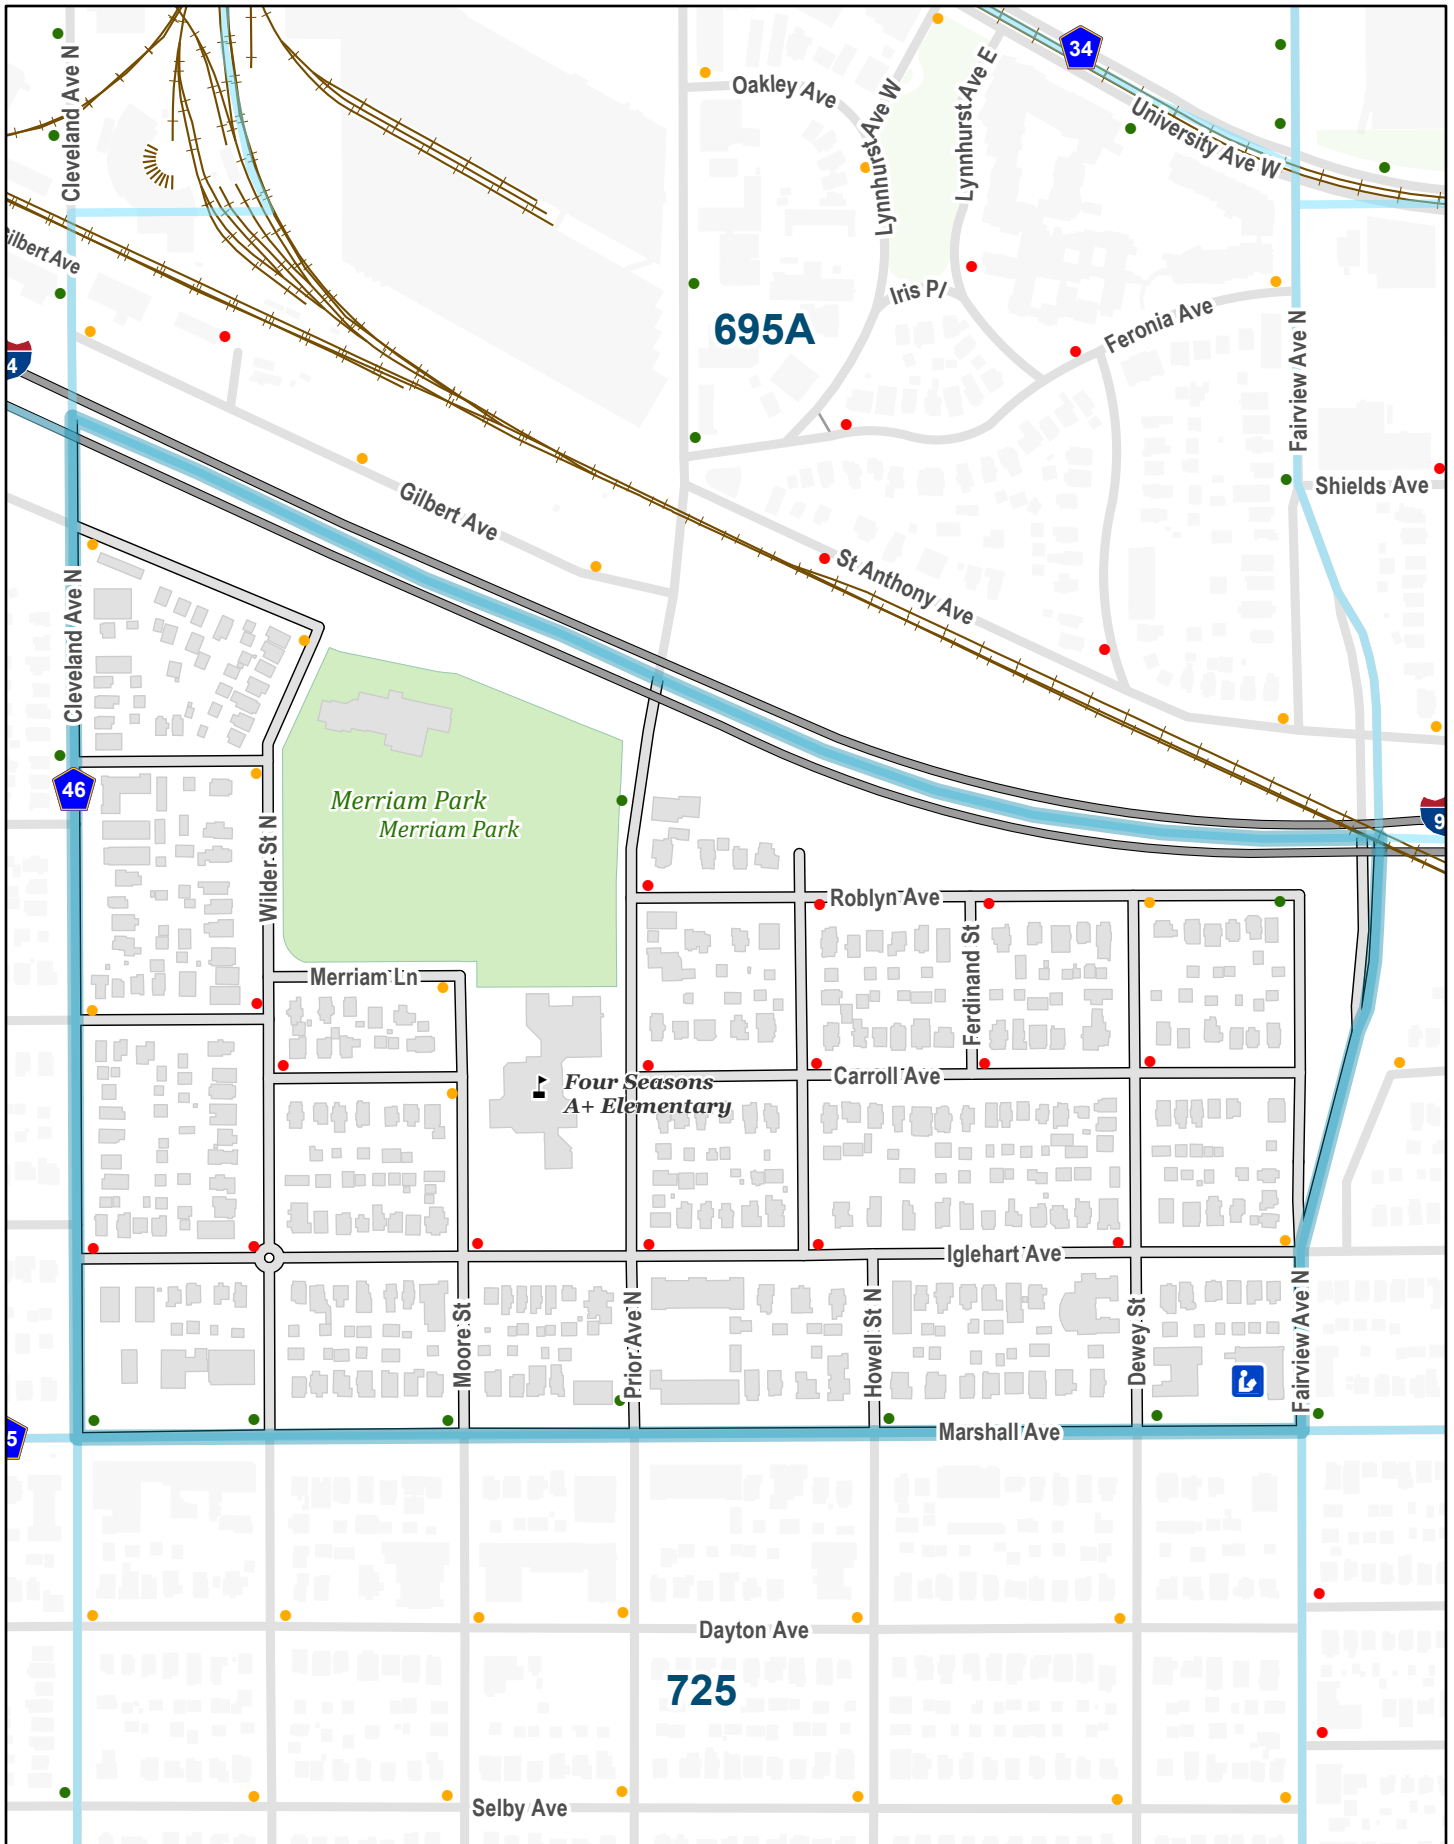 Cleveland Ave N
Oakley Ave
Lynnhurst Ave W
Lynnhurst Ave E
34
University Ave W
Gilbert Ave
Iris Pl
695A
Feronia Ave
Fairview Ave N
4
Gilbert Ave
Shields Ave
St Anthony Ave
Cleveland Ave N
46
Merriam Park
Merriam Park
9
Wilder St N
Roblyn Ave
Ferdinand St
Merriam Ln
Four Seasons
A+ Elementary
Carroll Ave
Iglehart Ave
Moore St
Prior Ave N
Howell St N
Dewey St
Fairview Ave N
5
Marshall Ave
Dayton Ave
725
Selby Ave